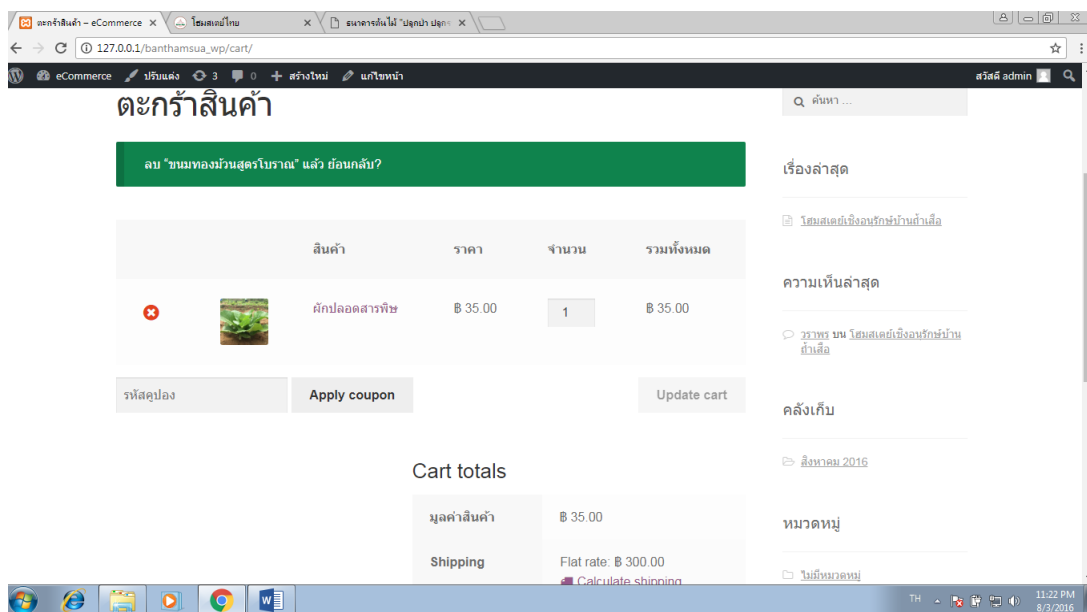 ตะกร้าสินค้า – eCommerce
โฮมสเตย์ไทย
ธนาคารต้นไม้ "ปลูกป่า ปลูกร
127.0.0.1/banthamsua_wp/cart/
eCommerce ปรับแต่ง 3 0 + สร้างใหม่ แก้ไขหน้า สวัสดี admin
ตะกร้าสินค้า
ค้นหา …
ลบ “ขนมทองม้วนสูตรโบราณ” แล้ว ย้อนกลับ?
เรื่องล่าสุด
โฮมสเตย์เชิงอนุรักษ์บ้านถ้ำเสือ
สินค้า ราคา จำนวน รวมทั้งหมด
ความเห็นล่าสุด
ผักปลอดสารพิษ ฿ 35.00 1 ฿ 35.00
วราพร บน โฮมสเตย์เชิงอนุรักษ์บ้าน
ถ้ำเสือ
รหัสคูปอง Apply coupon Update cart
คลังเก็บ
สิงหาคม 2016
Cart totals
มูลค่าสินค้า ฿ 35.00
หมวดหมู่
Shipping Flat rate: ฿ 300.00
Calculate shipping
ไม่มีหมวดหมู่
TH 11:22 PM
8/3/2016